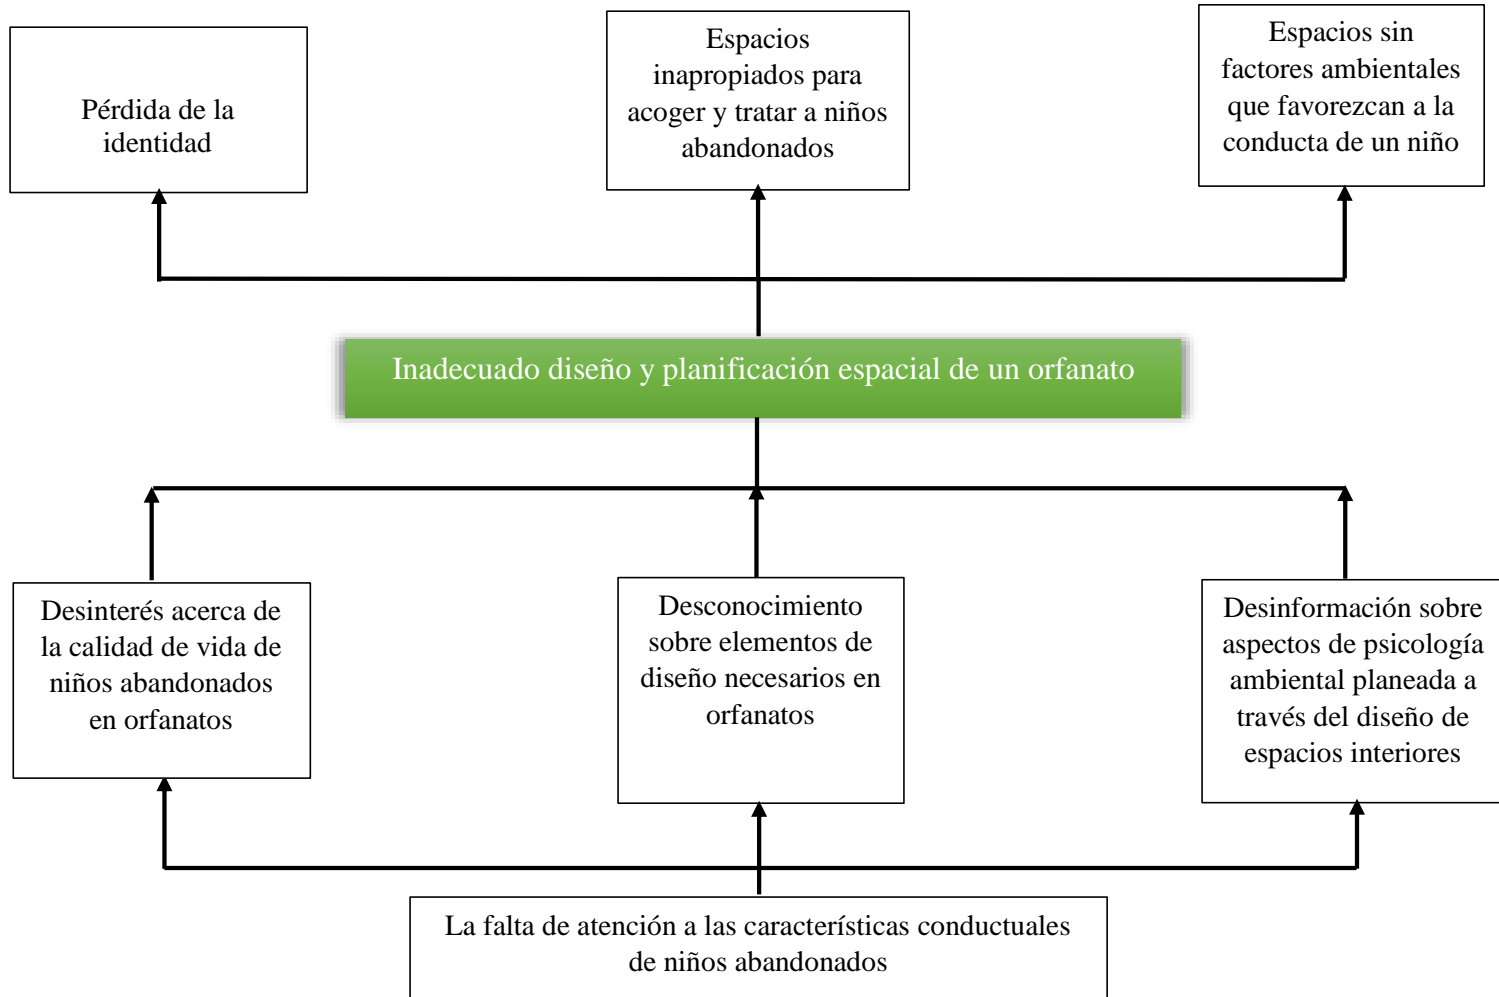 Pérdida de la
identidad
Espacios
inapropiados para
acoger y tratar a niños
abandonados
Espacios sin
factores ambientales
que favorezcan a la
conducta de un niño
Inadecuado diseño y planificación espacial de un orfanato
Desinterés acerca de
la calidad de vida de
niños abandonados
en orfanatos
Desconocimiento
sobre elementos de
diseño necesarios en
orfanatos
Desinformación sobre
aspectos de psicología
ambiental planeada a
través del diseño de
espacios interiores
La falta de atención a las características conductuales
de niños abandonados